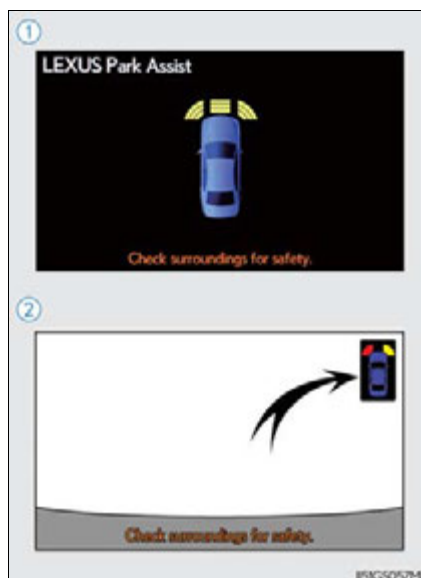 ①
LEXUS Park Assist
Check surroundings for safety.
②
Check surroundings for safety.